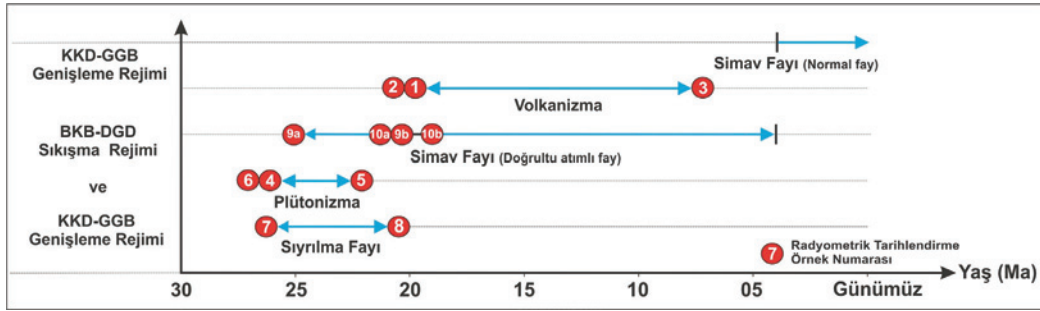 KKD-GGB
Genişleme Rejimi
Simav Fayı (Normal fay)
2 1 3
Volkanizma
BKB-DGD
Sıkışma Rejimi
9a 10a 9b 10b
Simav Fayı (Doğrultu atımlı fay)
ve
6 4 5
Plütonizma
KKD-GGB
Genişleme Rejimi
7 8
Sıyrılma Fayı
7 Radyometrik Tarihlendirme
Örnek Numarası
30 25 20 15 10 05 Günümüz Yaş (Ma)